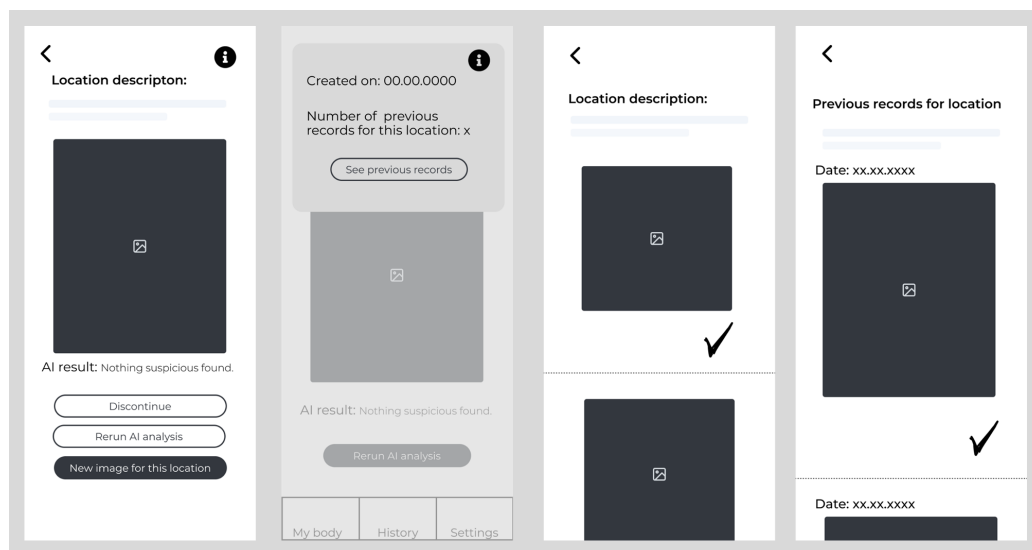 Location descripton:
AI result: Nothing suspicious found.
Discontinue
Rerun AI analysis
New image for this location
Created on: 00.00.0000
Number of previous
records for this location: x
See previous records
AI result: Nothing suspicious found.
Rerun AI analysis
My body
History
Settings
Location description:
Previous records for location
Date: xx.xx.xxxx
Date: xx.xx.xxxx